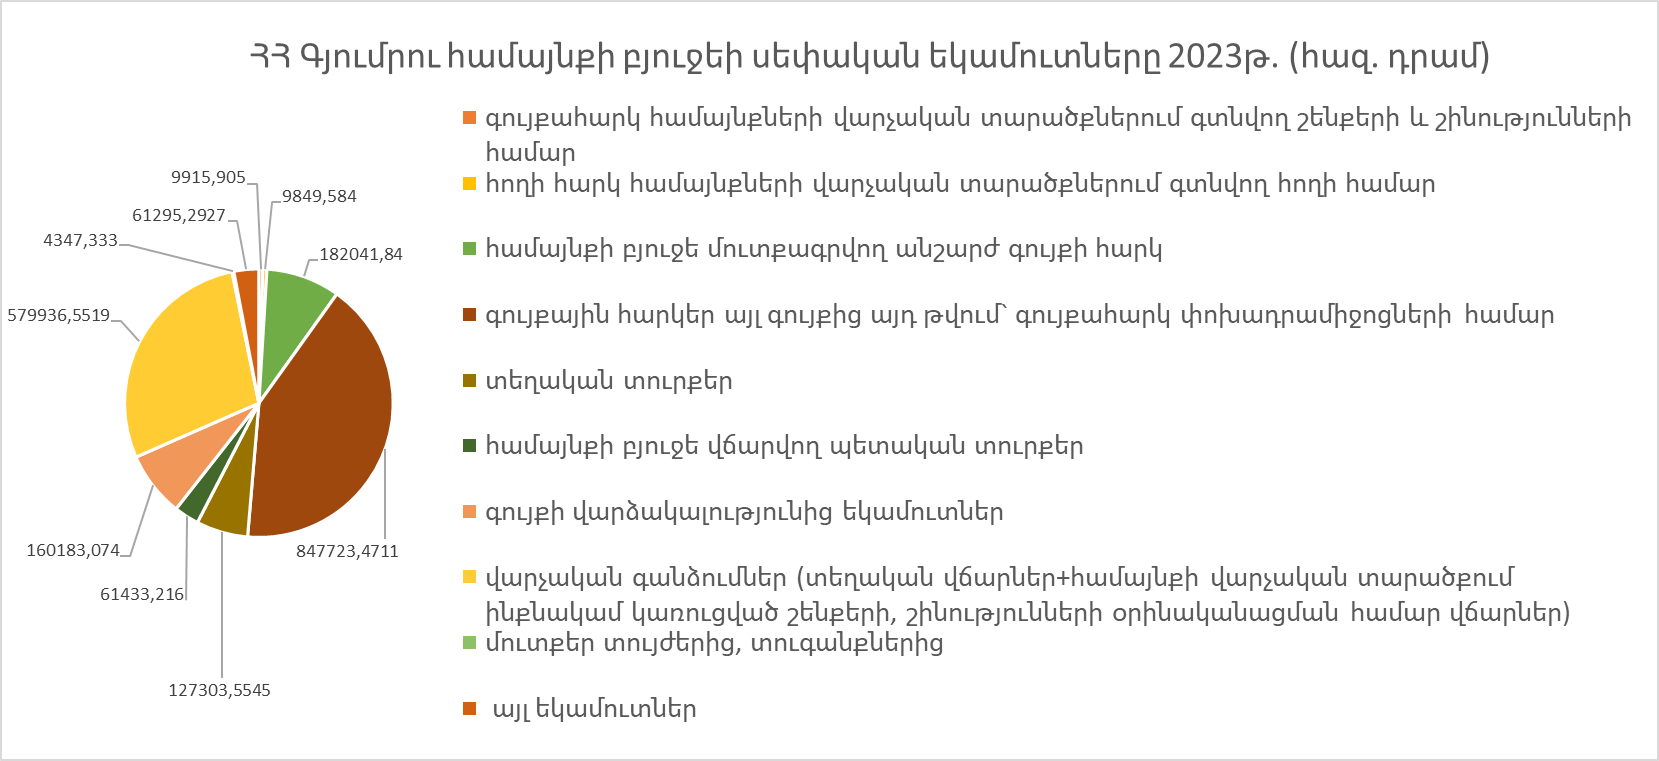 ՀՀ Գյումրու համայնքի բյուջեի սեփական եկամուտները 2023թ. (հազ. դրամ)
գույքահարկ համայնքների վարչական տարածքներում գտնվող շենքերի և շինությունների
համար
հողի հարկ համայնքների վարչական տարածքներում գտնվող հողի համար
համայնքի բյուջե մուտքագրվող անշարժ գույքի հարկ
գույքային հարկեր այլ գույքից այդ թվում՝ գույքահարկ փոխադրամիջոցների համար
տեղական տուրքեր
համայնքի բյուջե վճարվող պետական տուրքեր
գույքի վարձակալությունից եկամուտներ
վարչական գանձումներ (տեղական վճարներ+համայնքի վարչական տարածքում
ինքնակամ կառուցված շենքերի, շինությունների օրինականացման համար վճարներ)
մուտքեր տույժերից, տուգանքներից
այլ եկամուտներ
9915,905
9849,584
61295,2927
4347,333
182041,84
579936,5519
160183,074
847723,4711
61433,216
127303,5545